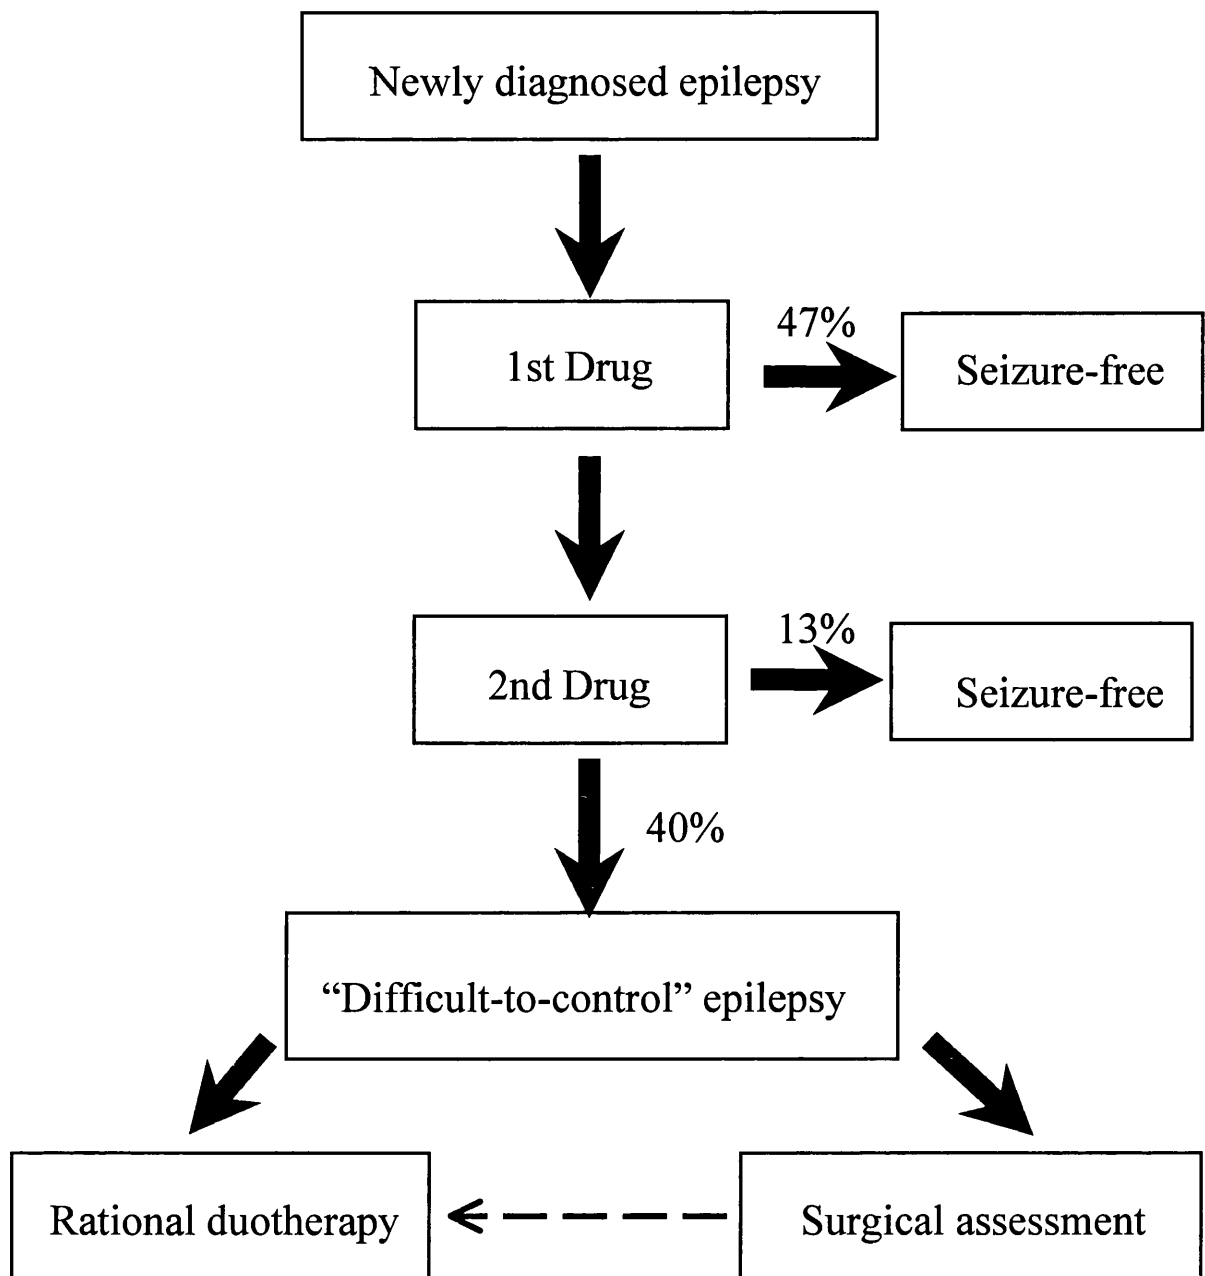 Newly diagnosed epilepsy
47%
1st Drug
Seizure-free
13%
2nd Drug
Seizure-free
40%
“Difficult-to-control” epilepsy
Rational duotherapy
Surgical assessment